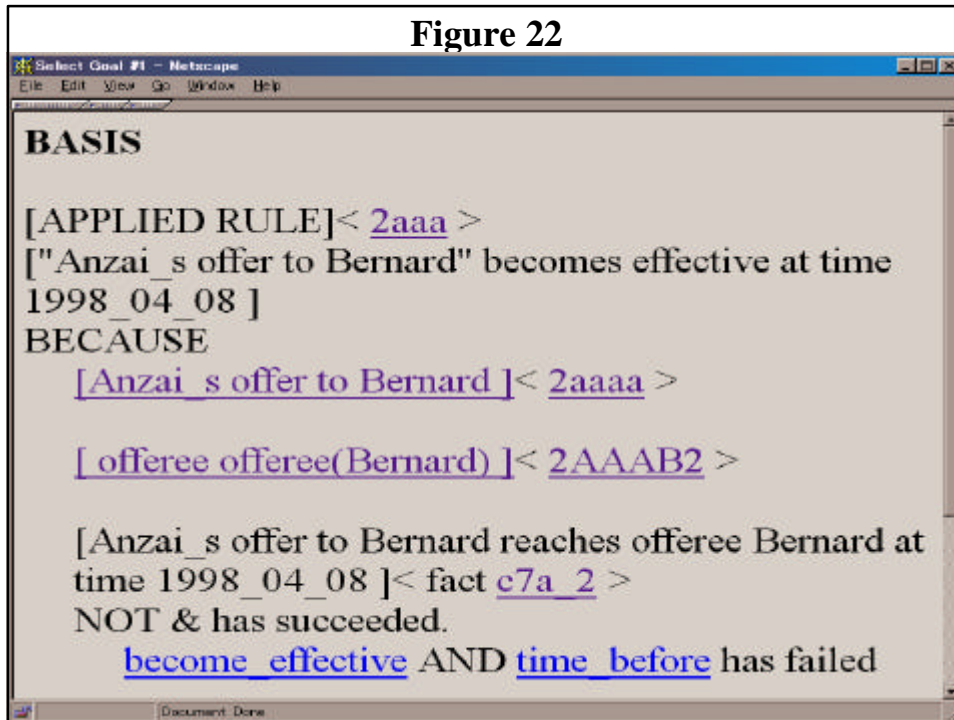 Figure 22
Select Goal #1 - Netscape
File Edit View Go Window Help
BASIS
[APPLIED RULE]< 2aaa >
["Anzai_s offer to Bernard" becomes effective at time
1998_04_08 ]
BECAUSE
[Anzai_s offer to Bernard ]< 2aaaa >
[ offeree offeree(Bernard) ]< 2AAAB2 >
[Anzai_s offer to Bernard reaches offeree Bernard at
time 1998_04_08 ]< fact c7a_2 >
NOT & has succeeded.
become_effective AND time_before has failed
Document Done